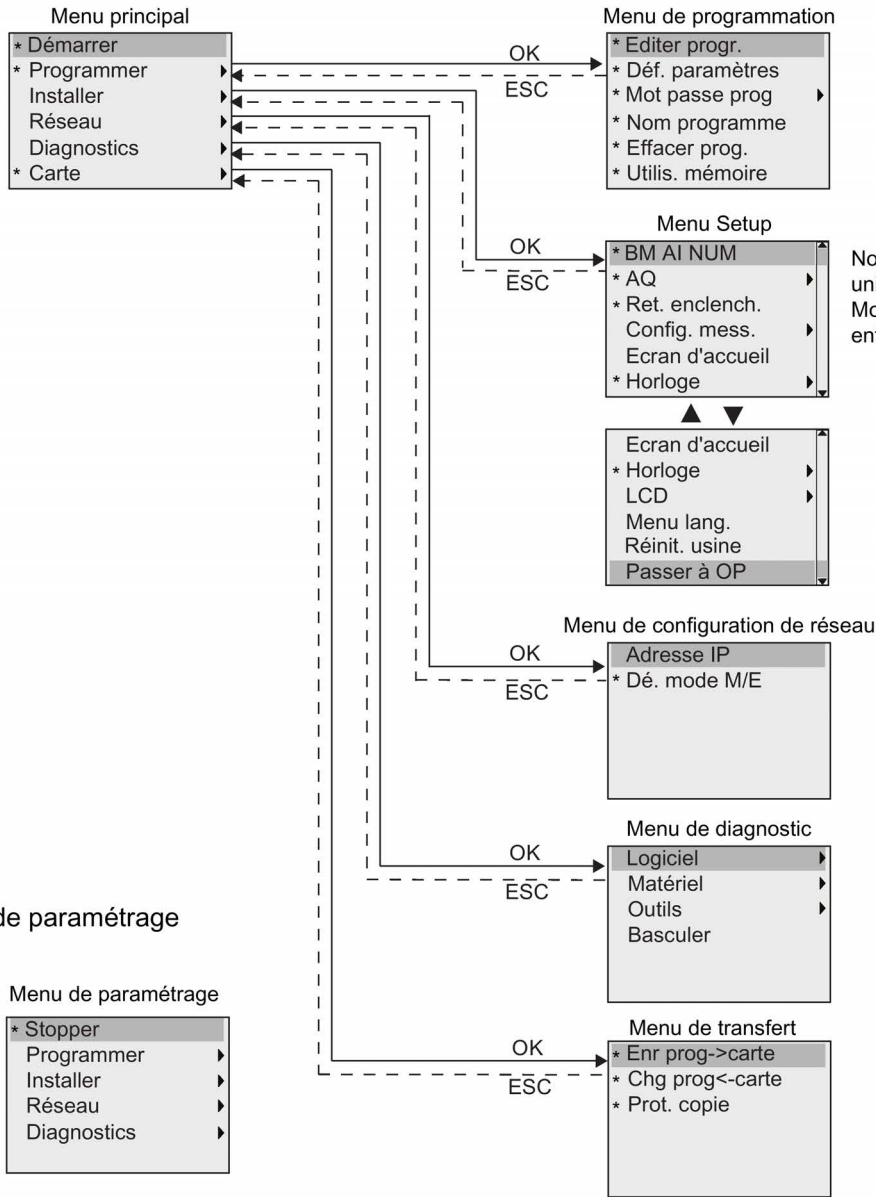 Menu principal
* Démarrer
* Programmer
Installer
Réseau
Diagnostics
* Carte
OK
ESC
Menu de programmation
* Editer progr.
* Déf. paramètres
* Mot passe prog
* Nom programme
* Effacer prog.
* Utilis. mémoire
OK
ESC
Menu Setup
* BM AI NUM
* AQ
* Ret. enclench.
Config. mess.
Ecran d'accueil
* Horloge
Ecran d'accueil
* Horloge
LCD
Menu lang.
Réinit. usine
Passer à OP
OK
ESC
Menu de configuration de réseau
Adresse IP
* Dé. mode M/E
OK
ESC
Menu de diagnostic
Logiciel
Matériel
Outils
Basculer
de paramétrage
Menu de paramétrage
* Stopper
Programmer
Installer
Réseau
Diagnostics
OK
ESC
Menu de transfert
* Enr prog->carte
* Chg prog<-carte
* Prot. copie